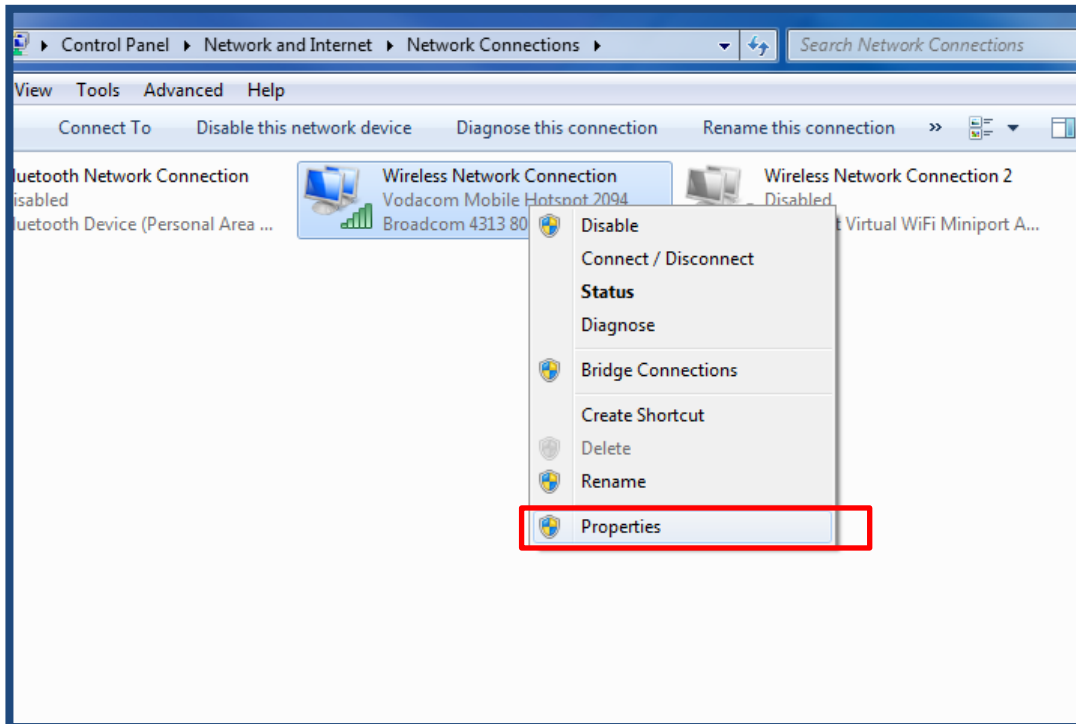 Control Panel Network and Internet Network Connections Search Network Connections
View Tools Advanced Help
Connect To Disable this network device Diagnose this connection Rename this connection »
luetooth Network Connection
isabled
luetooth Device (Personal Area ...
Wireless Network Connection
Vodacom Mobile Hotspot 2094
Broadcom 4313 80
Wireless Network Connection 2
Disabled
t Virtual WiFi Miniport A...
Disable
Connect / Disconnect
Status
Diagnose
Bridge Connections
Create Shortcut
Delete
Rename
Properties